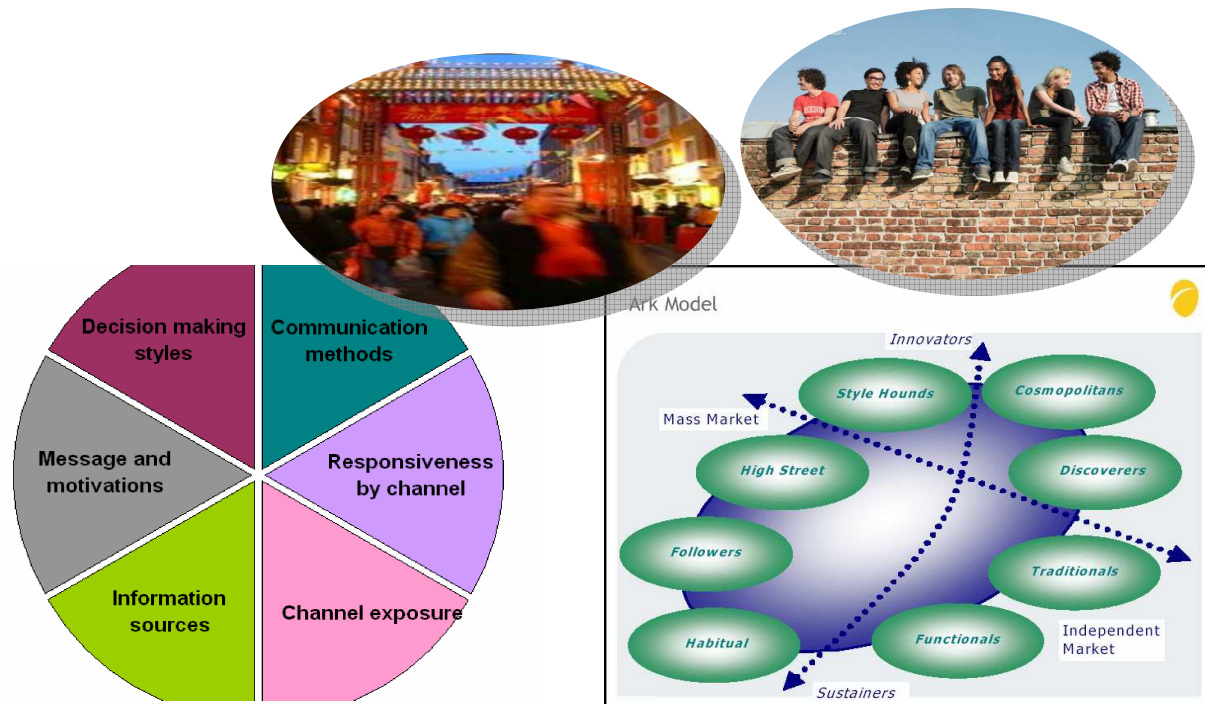 Decision making
styles
Communication
methods
Message and
motivations
Responsiveness
by channel
Information
sources
Channel exposure
Ark Model
Innovators
Style Hounds
Cosmopolitans
Mass Market
High Street
Discoverers
Followers
Traditionals
Habitual
Functionals
Independent
Market
Sustainers